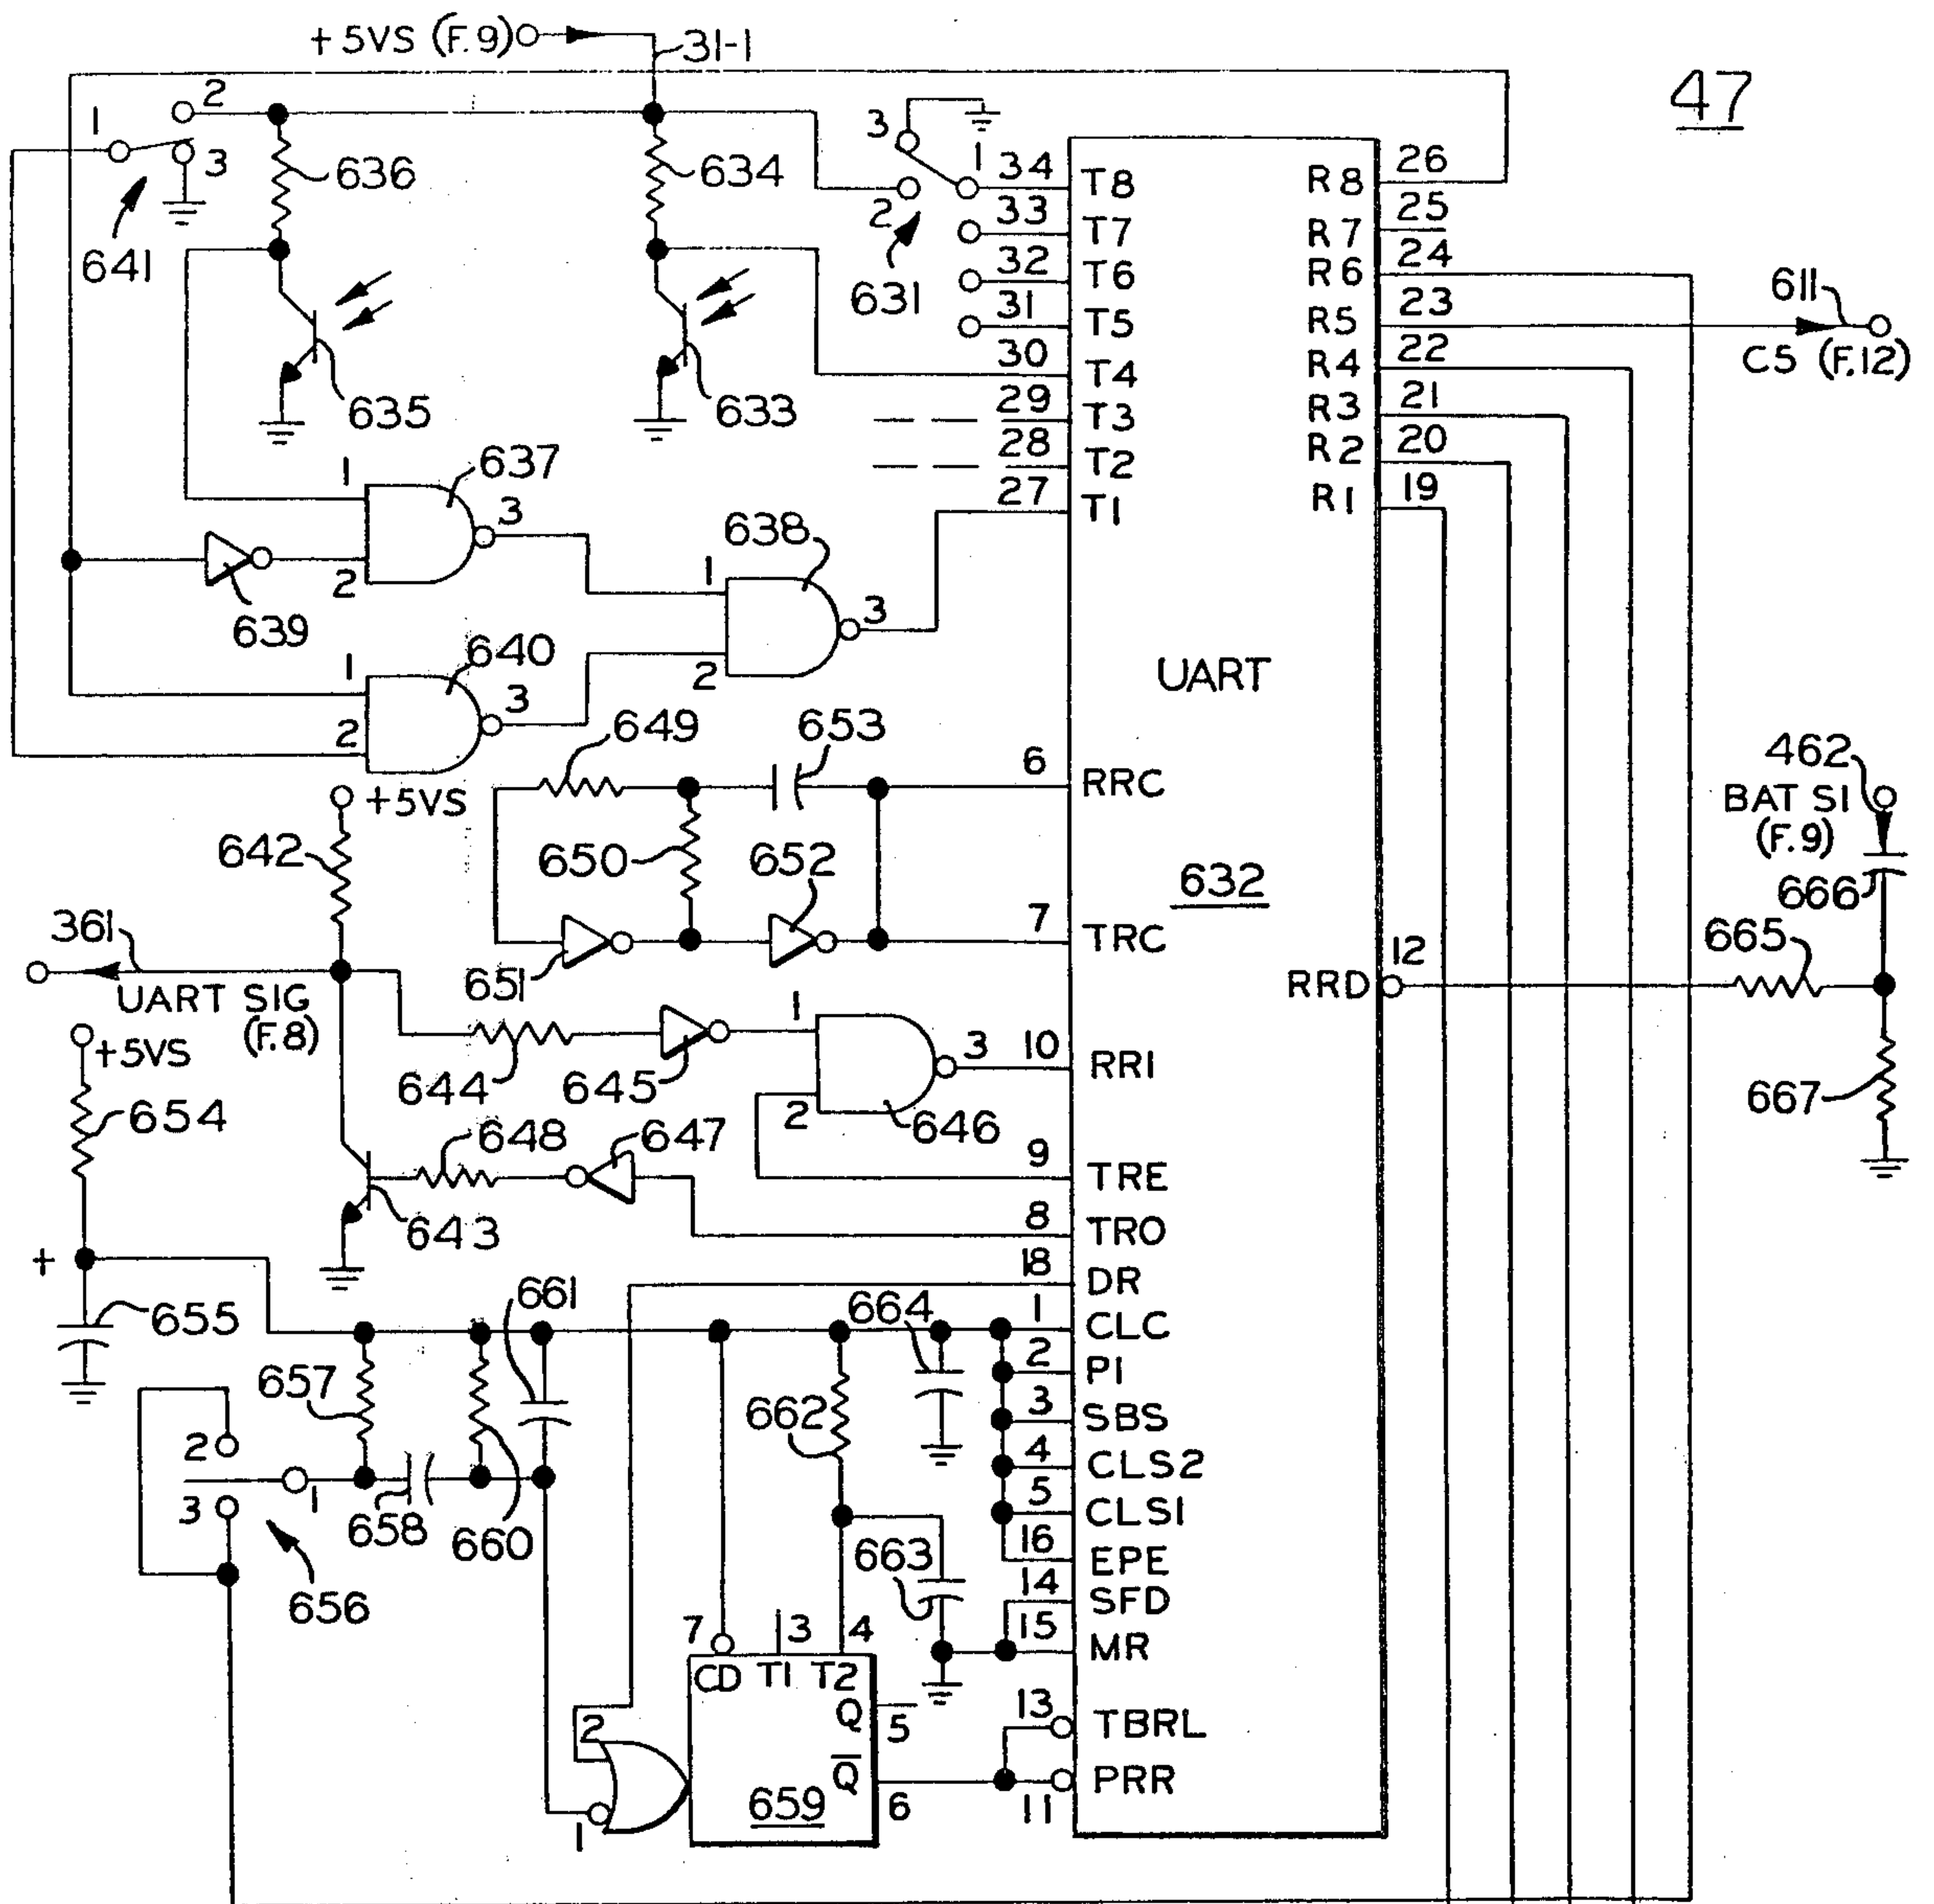 +5VS (F.9)
31-1
47
1
2
3
636
634
3
1
2
631
641
635
633
34 T8
33 T7
32 T6
31 T5
30 T4
29 T3
28 T2
27 T1
R8 26
R7 25
R6 24
R5 23
R4 22
R3 21
R2 20
R1 19
611
C5 (F.12)
1
637
3
2
639
638
1
3
2
640
1
3
2
UART
632
649
653
6 RRC
650
652
651
7 TRC
+5VS
642
361
UART SIG
(F.8)
462
BAT S1
(F.9)
666
665
RRD 12
667
644
645
1
3
2
646
10 RRI
+5VS
654
648
647
643
9 TRE
8 TRO
18 DR
+
655
661
664
1 CLC
2 P1
3 SBS
4 CLS2
5 CLS1
16 EPE
14 SFD
15 MR
657
662
2
3
1
658
660
663
656
7
3
4
CD T1 T2
Q
5
Q̅
6
2
1
659
13 TBRL
PRR
11